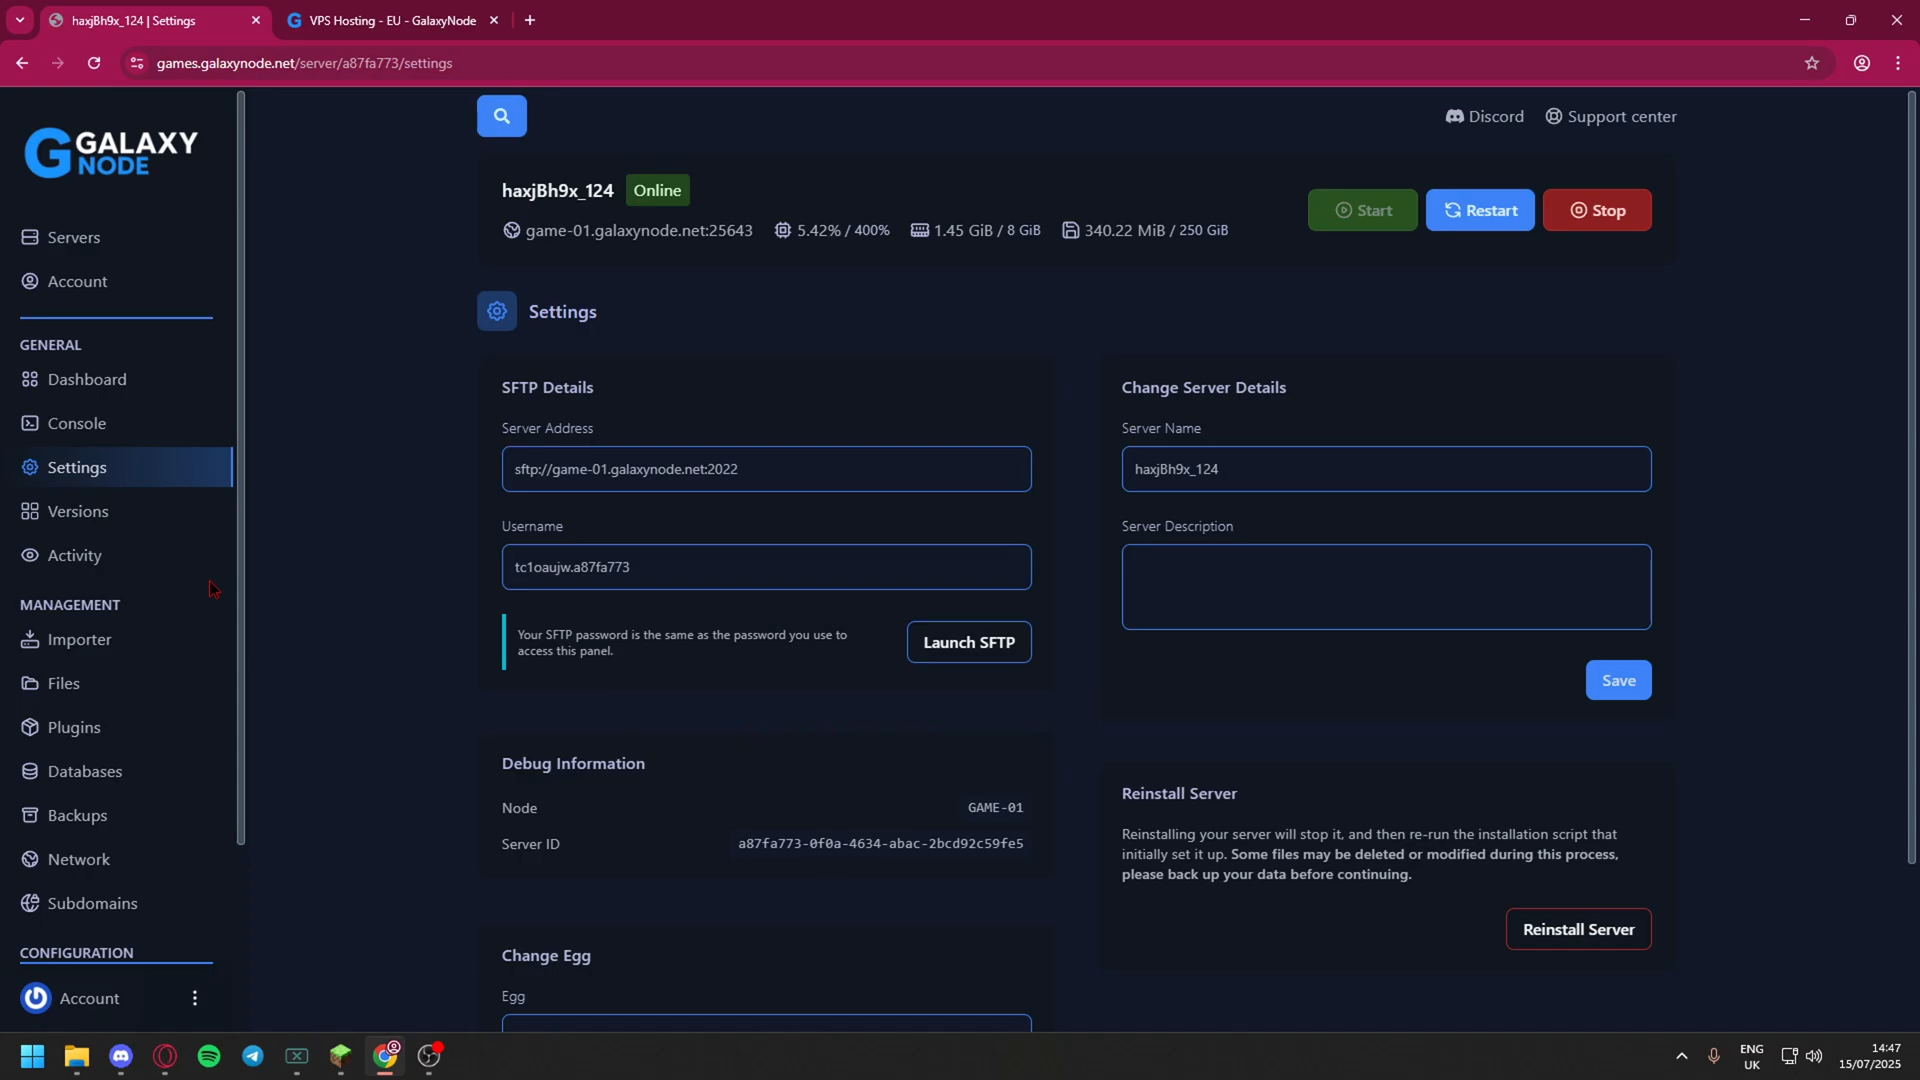 haxjBh9x_124 | Settings
VPS Hosting - EU - GalaxyNode
games.galaxynode.net/server/a87fa773/settings
GALAXY
NODE
Servers
Account
GENERAL
Dashboard
Console
Settings
Versions
Activity
MANAGEMENT
Importer
Files
Plugins
Databases
Backups
Network
Subdomains
CONFIGURATION
Account
Discord
Support center
haxjBh9x_124
Online
game-01.galaxynode.net:25643
5.42% / 400%
1.45 GiB / 8 GiB
340.22 MiB / 250 GiB
Start
Restart
Stop
Settings
SFTP Details
Server Address
sftp://game-01.galaxynode.net:2022
Username
tc1oaujw.a87fa773
Your SFTP password is the same as the password you use to
access this panel.
Launch SFTP
Debug Information
Node
GAME-01
Server ID
a87fa773-0f0a-4634-abac-2bcd92c59fe5
Change Egg
Egg
Change Server Details
Server Name
haxjBh9x_124
Server Description
Save
Reinstall Server
Reinstalling your server will stop it, and then re-run the installation script that
initially set it up. Some files may be deleted or modified during this process,
please back up your data before continuing.
Reinstall Server
ENG
UK
14:47
15/07/2025